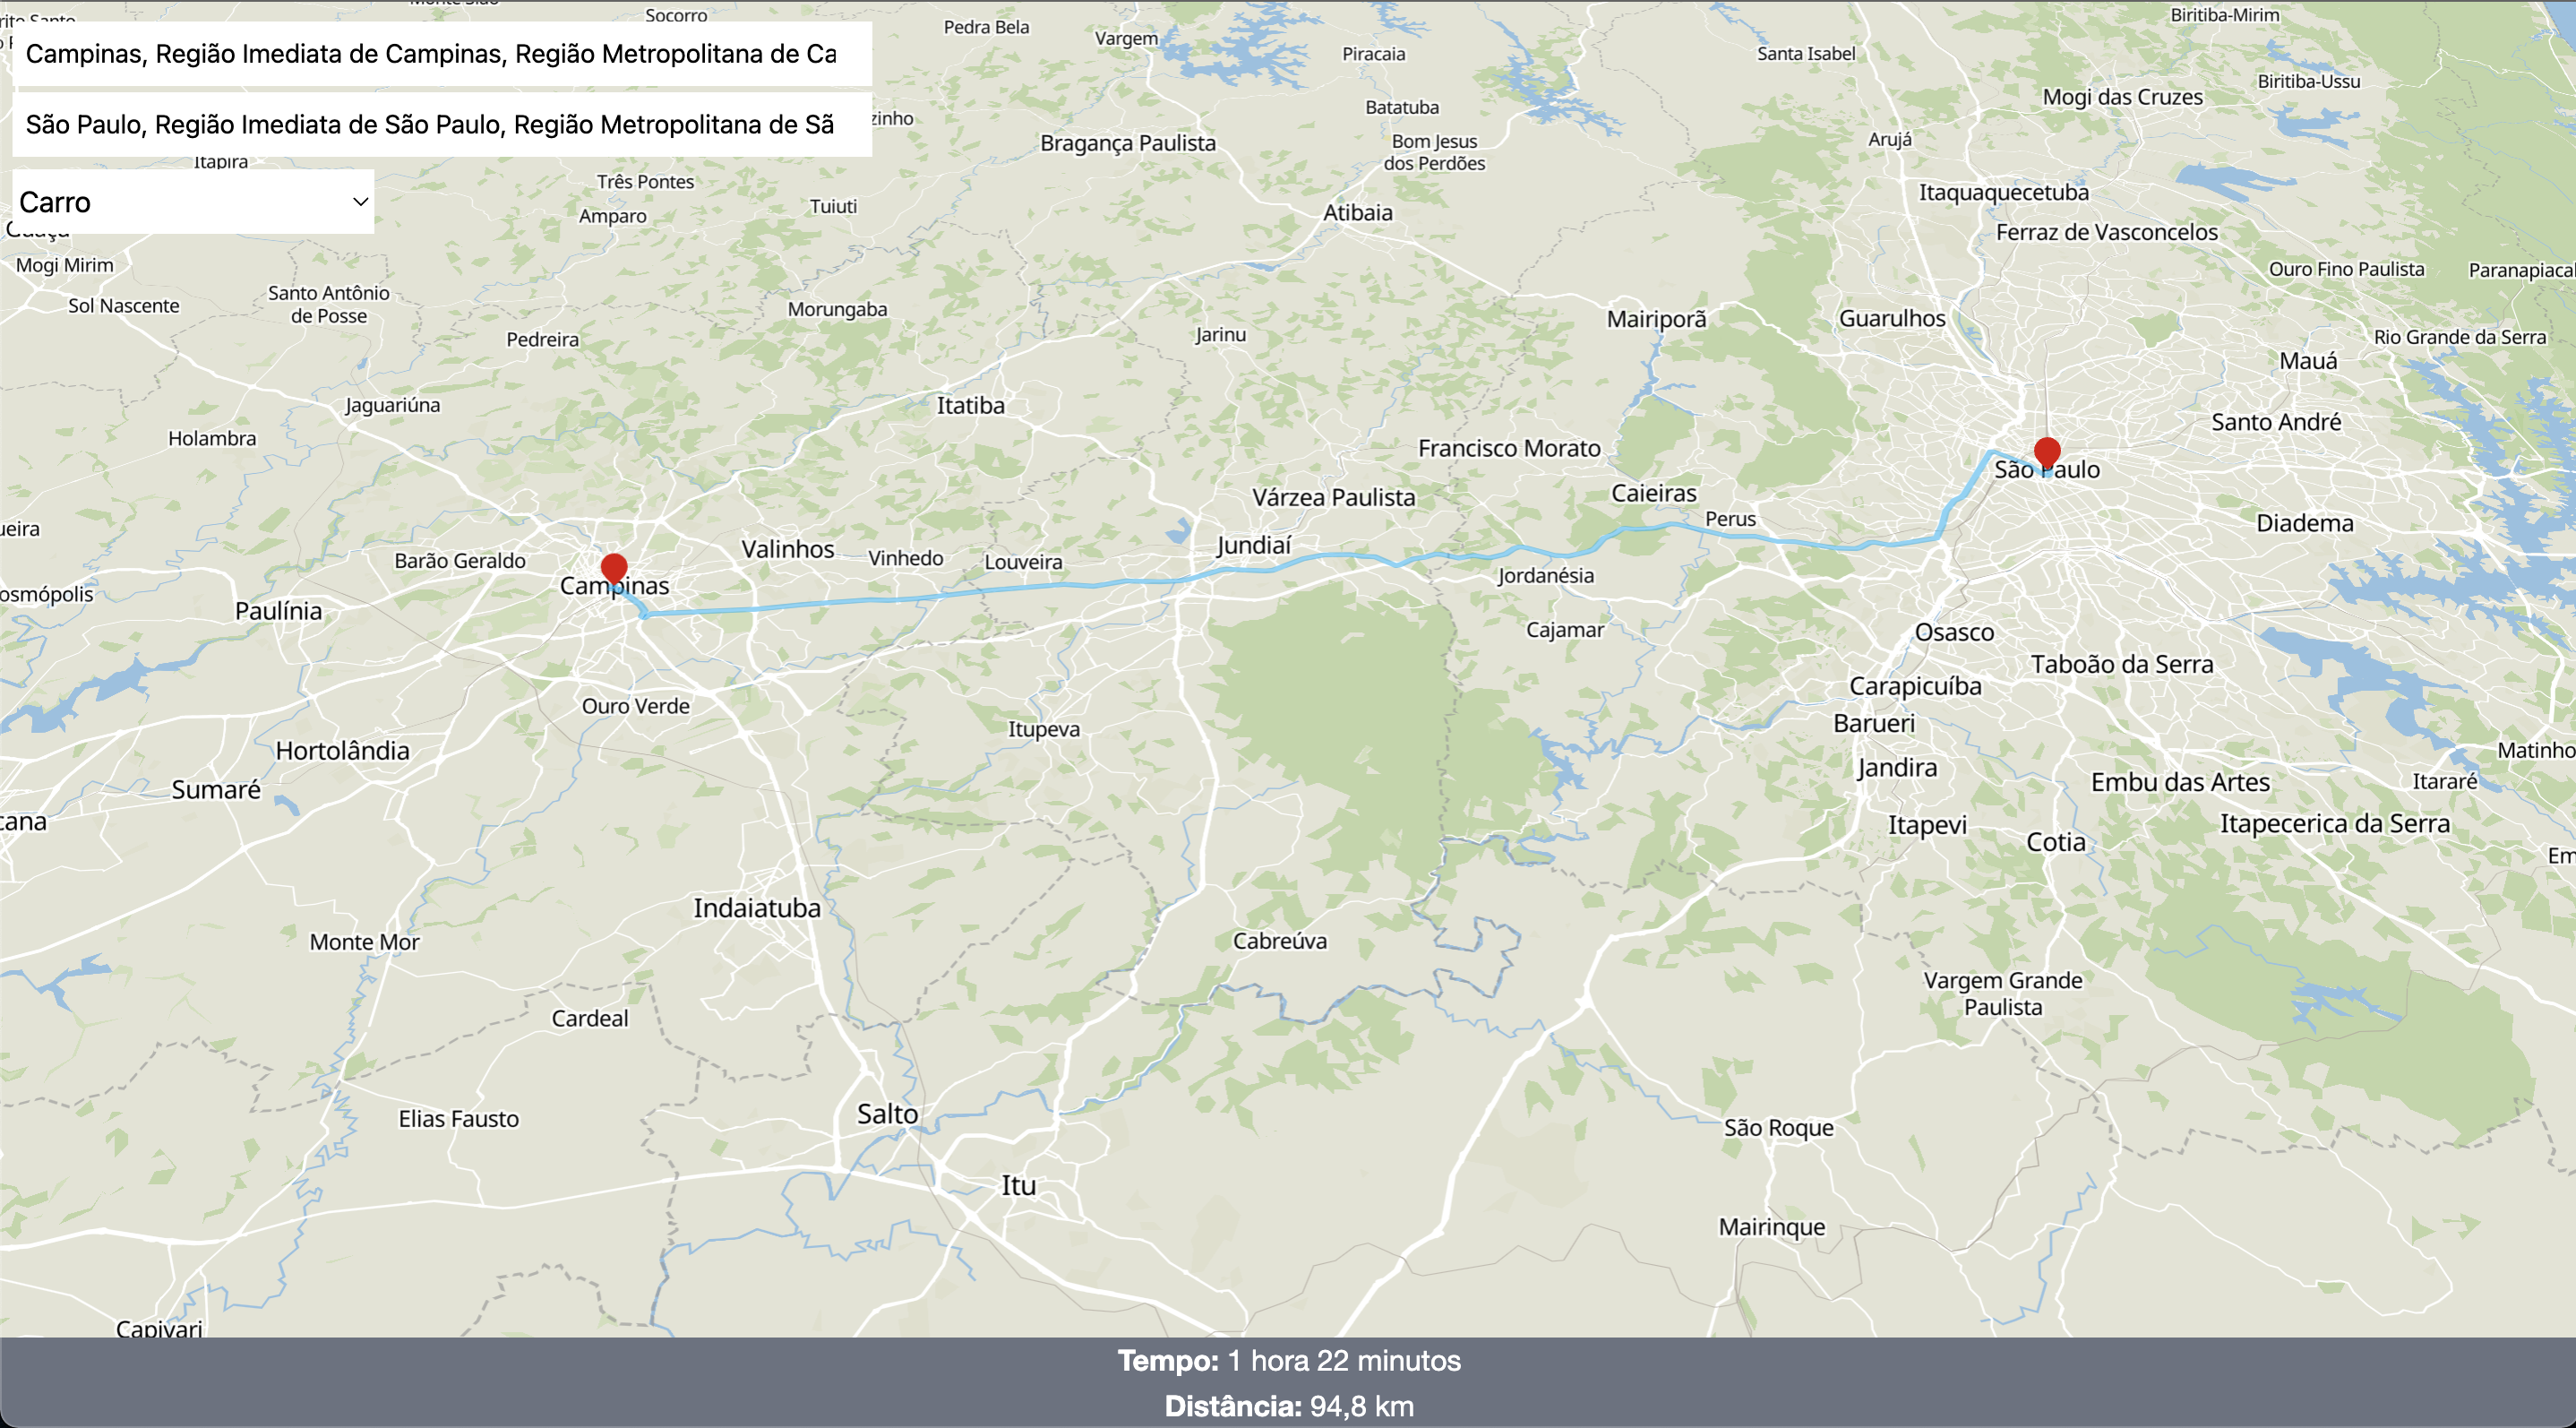 Socorro
Pedra Bela
Vargem
Piracaia
Santa Isabel
Biritiba-Mirim
Campinas, Região Imediata de Campinas, Região Metropolitana de Ca
Biritiba-Ussu
Mogi das Cruzes
Batatuba
São Paulo, Região Imediata de São Paulo, Região Metropolitana de Sã
zinho
Bragança Paulista
Bom Jesus
dos Perdões
Arujá
Itapira
Três Pontes
Itaquaquecetuba
Carro
Amparo
Tuiuti
Atibaia
Ferraz de Vasconcelos
Mogi Mirim
Ouro Fino Paulista
Paranapiacal
Sol Nascente
Santo Antônio
de Posse
Morungaba
Mairiporã
Guarulhos
Pedreira
Jarinu
Rio Grande da Serra
Mauá
Jaguariúna
Itatiba
Santo André
Holambra
Francisco Morato
São Paulo
Várzea Paulista
Caieiras
Perus
Diadema
ueira
Barão Geraldo
Valinhos
Vinhedo
Louveira
Jundiaí
Campinas
Jordanésia
osmópolis
Paulínia
Cajamar
Osasco
Taboão da Serra
Carapicuíba
Ouro Verde
Itupeva
Barueri
Hortolândia
Matinho
Jandira
Embu das Artes
Itararé
Sumaré
cana
Itapevi
Itapecerica da Serra
Cotia
Em
Indaiatuba
Monte Mor
Cabreúva
Vargem Grande
Paulista
Cardeal
Elias Fausto
Salto
São Roque
Itu
Mairinque
Capivari
Tempo: 1 hora 22 minutos
Distância: 94,8 km